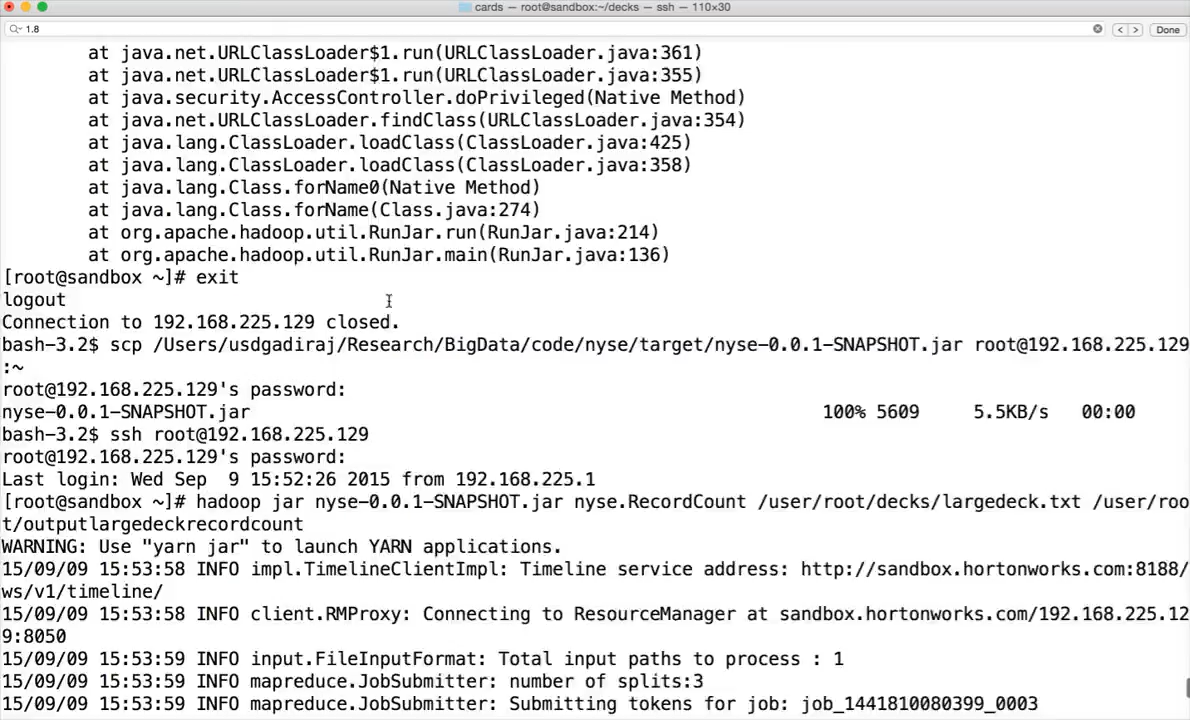 cards — root@sandbox:~/decks — ssh — 110×30
1.8
Done
at java.net.URLClassLoader$1.run(URLClassLoader.java:361)
at java.net.URLClassLoader$1.run(URLClassLoader.java:355)
at java.security.AccessController.doPrivileged(Native Method)
at java.net.URLClassLoader.findClass(URLClassLoader.java:354)
at java.lang.ClassLoader.loadClass(ClassLoader.java:425)
at java.lang.ClassLoader.loadClass(ClassLoader.java:358)
at java.lang.Class.forName0(Native Method)
at java.lang.Class.forName(Class.java:274)
at org.apache.hadoop.util.RunJar.run(RunJar.java:214)
at org.apache.hadoop.util.RunJar.main(RunJar.java:136)
[root@sandbox ~]# exit
logout
Connection to 192.168.225.129 closed.
bash-3.2$ scp /Users/usdgadiraj/Research/BigData/code/nyse/target/nyse-0.0.1-SNAPSHOT.jar root@192.168.225.129
:~
root@192.168.225.129's password:
nyse-0.0.1-SNAPSHOT.jar 100% 5609 5.5KB/s 00:00
bash-3.2$ ssh root@192.168.225.129
root@192.168.225.129's password:
Last login: Wed Sep  9 15:52:26 2015 from 192.168.225.1
[root@sandbox ~]# hadoop jar nyse-0.0.1-SNAPSHOT.jar nyse.RecordCount /user/root/decks/largedeck.txt /user/roo
t/outputlargedeckrecordcount
WARNING: Use "yarn jar" to launch YARN applications.
15/09/09 15:53:58 INFO impl.TimelineClientImpl: Timeline service address: http://sandbox.hortonworks.com:8188/
ws/v1/timeline/
15/09/09 15:53:58 INFO client.RMProxy: Connecting to ResourceManager at sandbox.hortonworks.com/192.168.225.12
9:8050
15/09/09 15:53:59 INFO input.FileInputFormat: Total input paths to process : 1
15/09/09 15:53:59 INFO mapreduce.JobSubmitter: number of splits:3
15/09/09 15:53:59 INFO mapreduce.JobSubmitter: Submitting tokens for job: job_1441810080399_0003